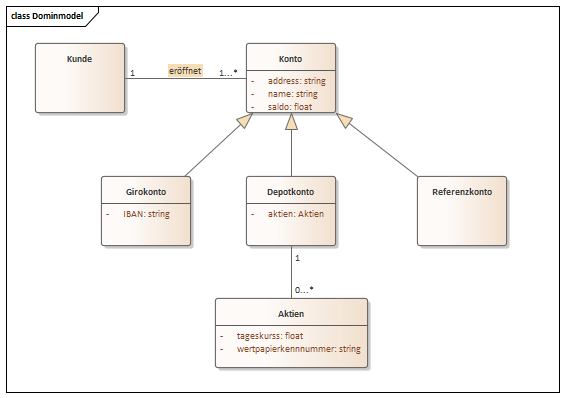 class Dominmodel
Kunde
1
eröffnet
1...*
Konto
- address: string
- name: string
- saldo: float
Girokonto
- IBAN: string
Depotkonto
- aktien: Aktien
Referenzkonto
1
0...*
Aktien
- tageskurss: float
- wertpapierkennnummer: string